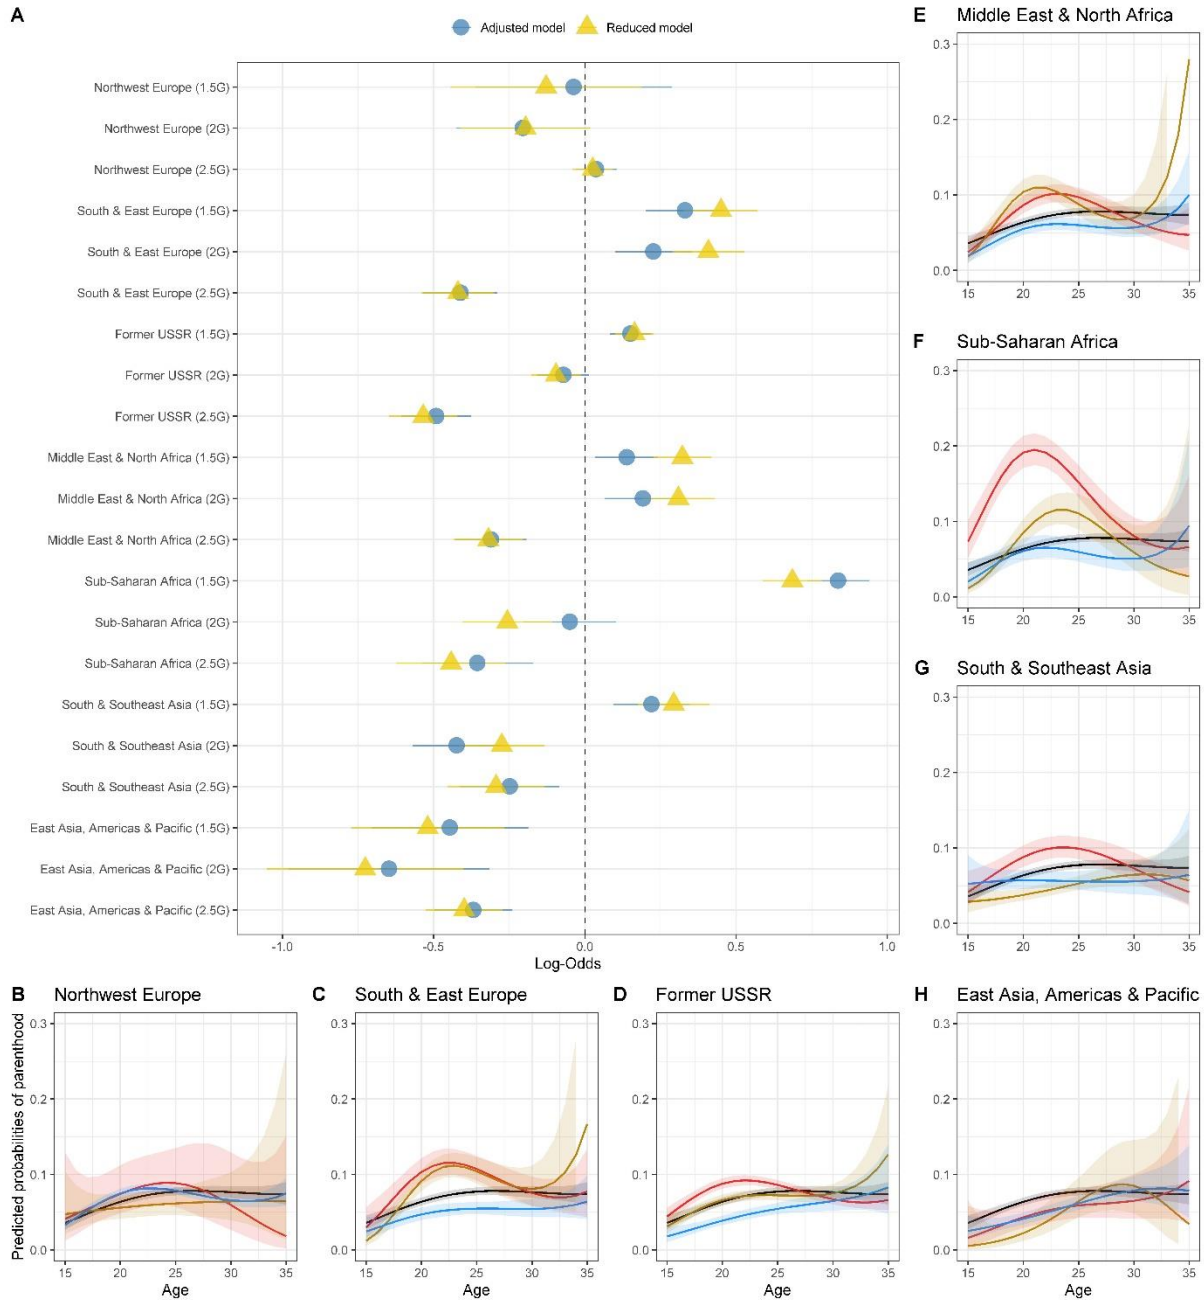 A
Adjusted model Reduced model
Northwest Europe (1.5G)
Northwest Europe (2G)
Northwest Europe (2.5G)
South & East Europe (1.5G)
South & East Europe (2G)
South & East Europe (2.5G)
Former USSR (1.5G)
Former USSR (2G)
Former USSR (2.5G)
Middle East & North Africa (1.5G)
Middle East & North Africa (2G)
Middle East & North Africa (2.5G)
Sub-Saharan Africa (1.5G)
Sub-Saharan Africa (2G)
Sub-Saharan Africa (2.5G)
South & Southeast Asia (1.5G)
South & Southeast Asia (2G)
South & Southeast Asia (2.5G)
East Asia, Americas & Pacific (1.5G)
East Asia, Americas & Pacific (2G)
East Asia, Americas & Pacific (2.5G)
-1.0 -0.5 0.0 0.5 1.0
Log-Odds
E Middle East & North Africa
0.3
0.2
0.1
0.0
15 20 25 30 35
F Sub-Saharan Africa
0.3
0.2
0.1
0.0
15 20 25 30 35
G South & Southeast Asia
0.3
0.2
0.1
0.0
15 20 25 30 35
B Northwest Europe
Predicted probabilities of parenthood
0.3
0.2
0.1
0.0
15 20 25 30 35
Age
C South & East Europe
0.3
0.2
0.1
0.0
15 20 25 30 35
Age
D Former USSR
0.3
0.2
0.1
0.0
15 20 25 30 35
Age
H East Asia, Americas & Pacific
0.3
0.2
0.1
0.0
15 20 25 30 35
Age